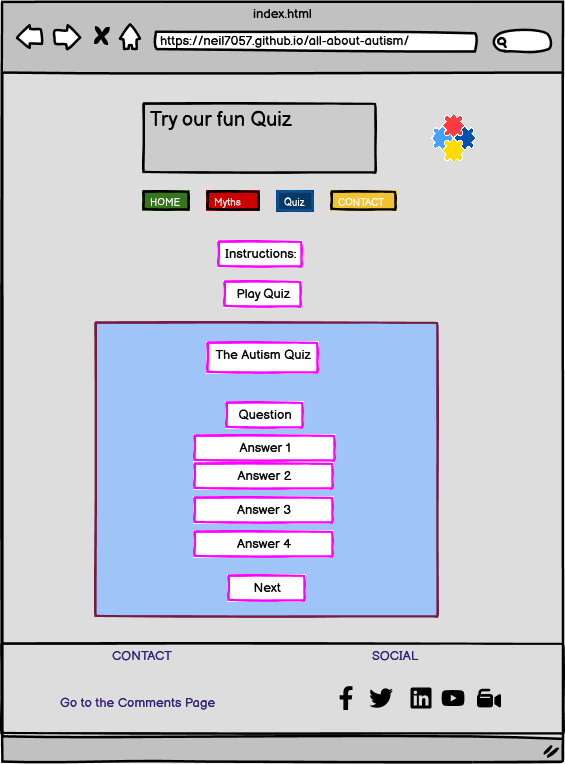 index.html
https://neil7057.github.io/all-about-autism/
Try our fun Quiz
HOME Myths Quiz CONTACT
Instructions:
Play Quiz
The Autism Quiz
Question
Answer 1
Answer 2
Answer 3
Answer 4
Next
CONTACT SOCIAL
Go to the Comments Page